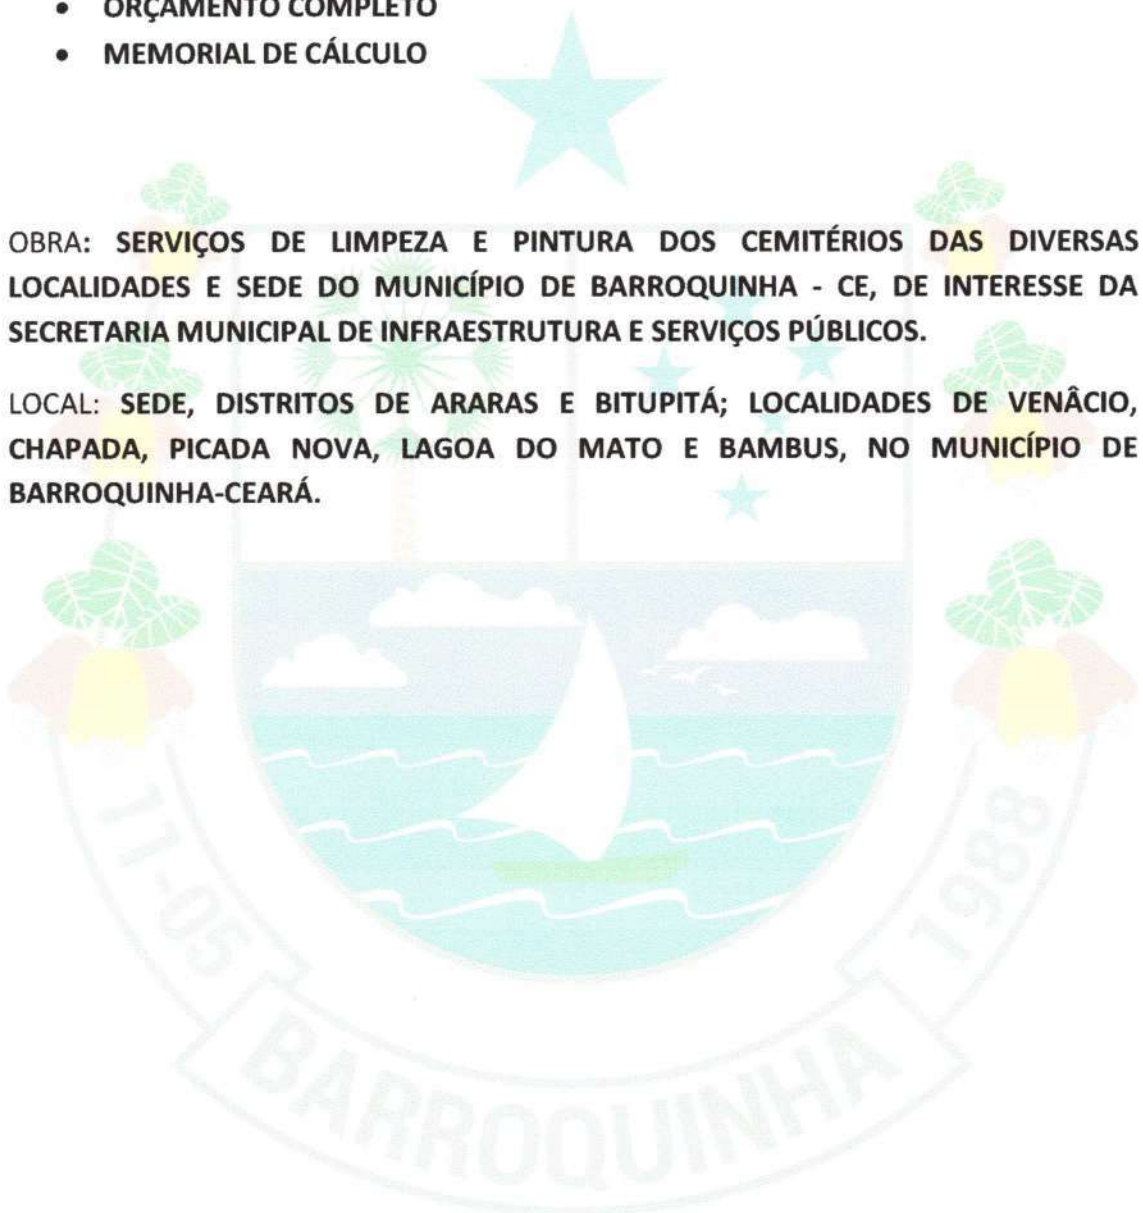 • ORÇAMENTO COMPLETO
• MEMORIAL DE CÁLCULO
OBRA: SERVIÇOS DE LIMPEZA E PINTURA DOS CEMITÉRIOS DAS DIVERSAS
LOCALIDADES E SEDE DO MUNICÍPIO DE BARROQUINHA - CE, DE INTERESSE DA
SECRETARIA MUNICIPAL DE INFRAESTRUTURA E SERVIÇOS PÚBLICOS.
LOCAL: SEDE, DISTRITOS DE ARARAS E BITUPITÁ; LOCALIDADES DE VENÂCIO,
CHAPADA, PICADA NOVA, LAGOA DO MATO E BAMBUS, NO MUNICÍPIO DE
BARROQUINHA-CEARÁ.
11-05
1988
BARROQUINHA